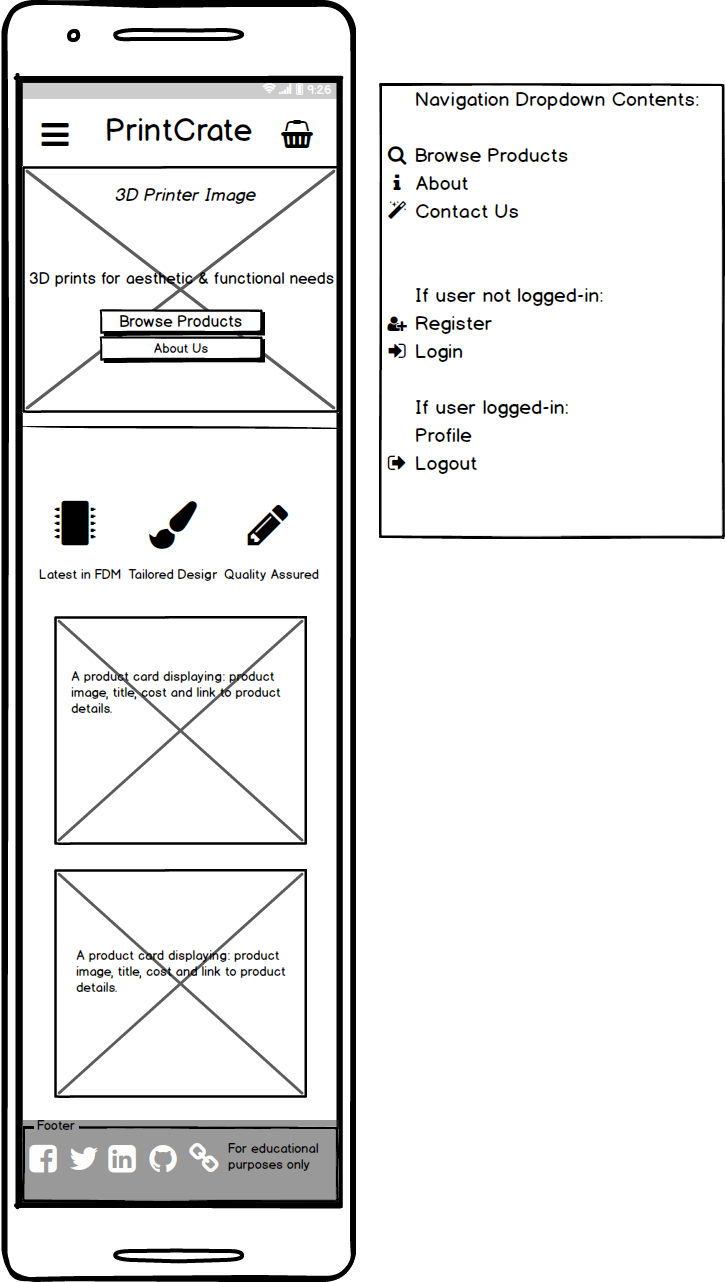 9:26
PrintCrate
3D Printer Image
3D prints for aesthetic & functional needs
Browse Products
About Us
Latest in FDM Tailored Desigr Quality Assured
A product card displaying: product
image, title, cost and link to product
details.
A product card displaying: product
image, title, cost and link to product
details.
Footer
For educational
purposes only
Navigation Dropdown Contents:
Browse Products
About
Contact Us
If user not logged-in:
Register
Login
If user logged-in:
Profile
Logout